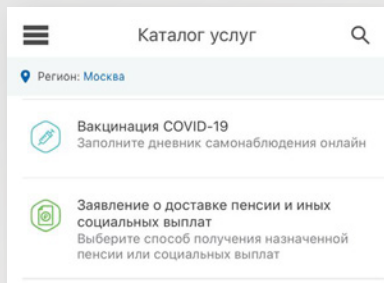 Каталог услуг
Регион: Москва
Вакцинация COVID-19
Заполните дневник самонаблюдения онлайн
Заявление о доставке пенсии и иных
социальных выплат
Выберите способ получения назначенной
пенсии или социальных выплат